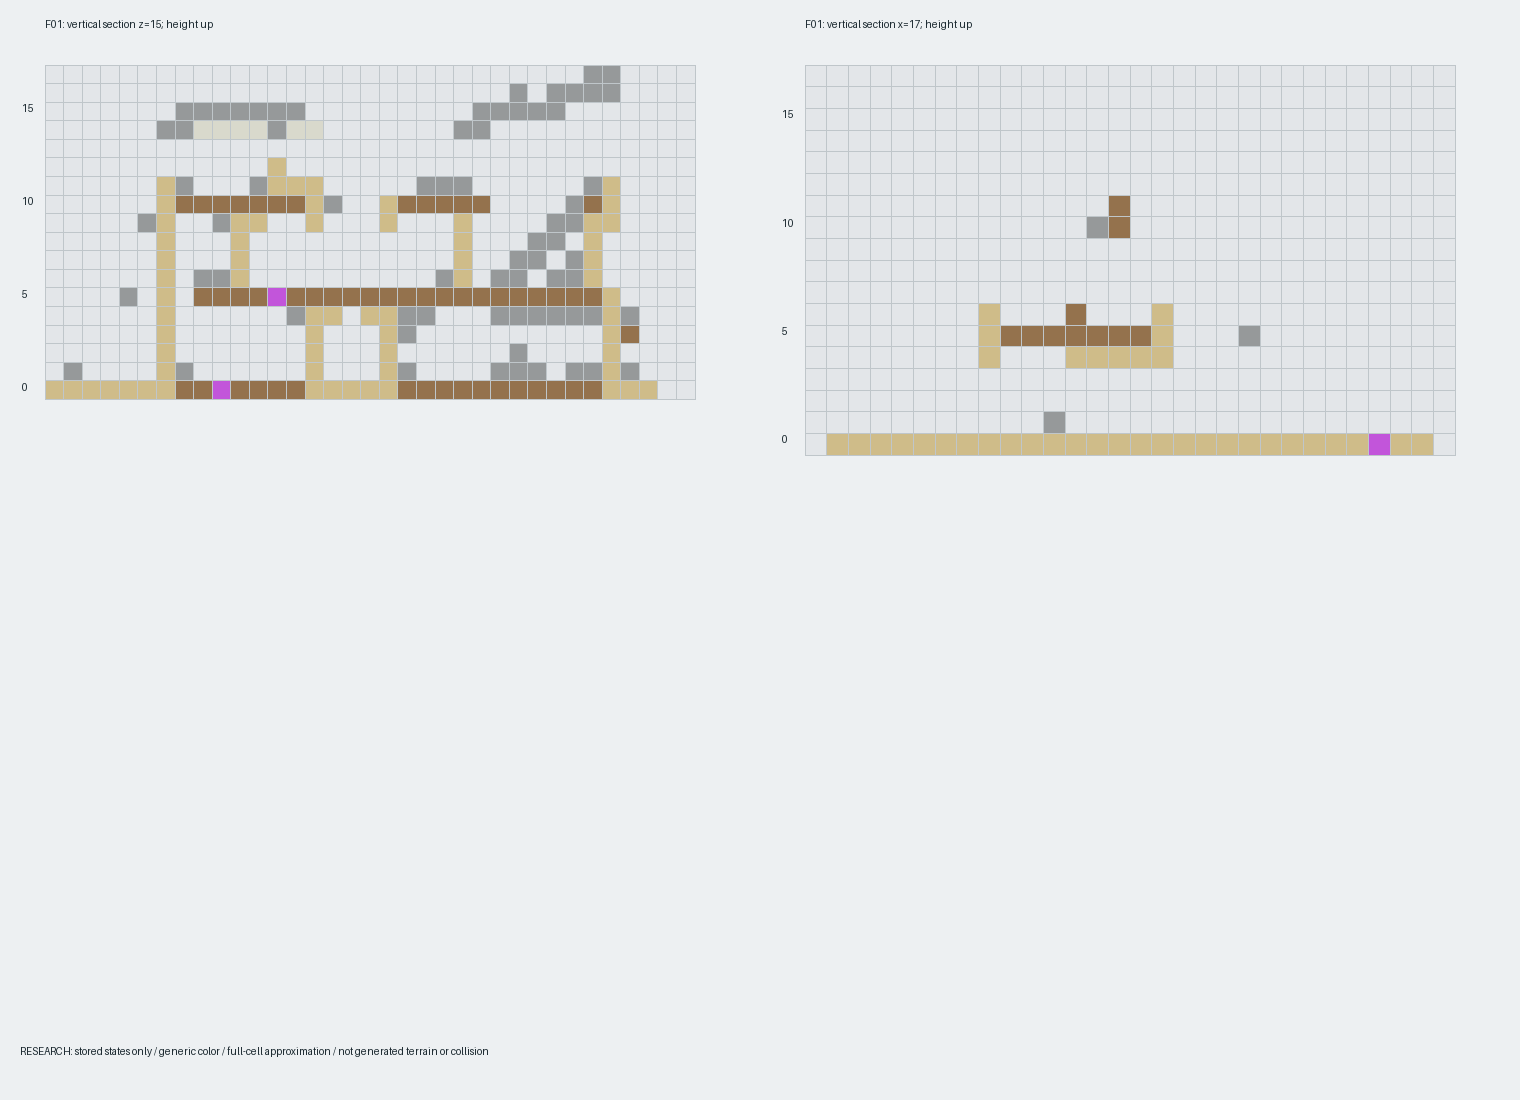 F01: vertical section z=15; height up
F01: vertical section x=17; height up
15
10
5
0
15
10
5
0
RESEARCH: stored states only / generic color / full-cell approximation / not generated terrain or collision